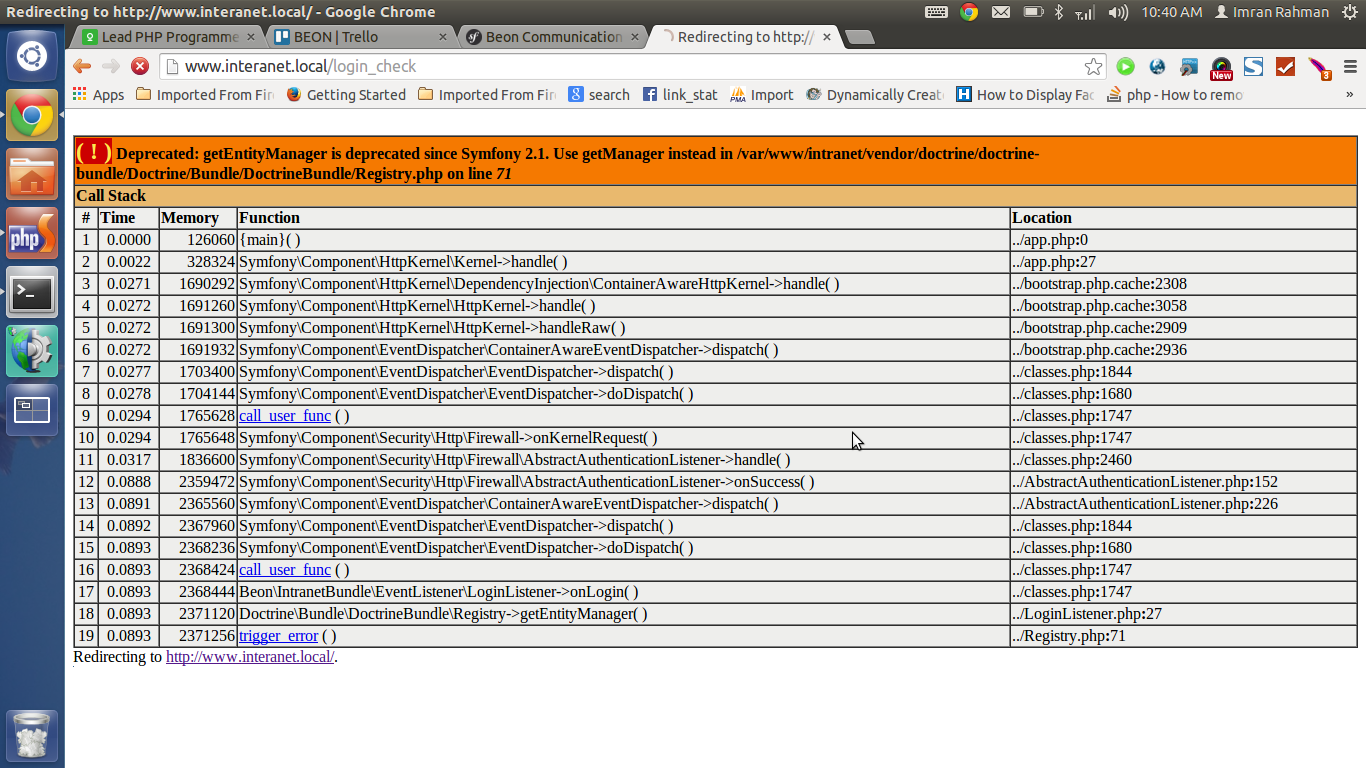 Redirecting to http://www.interanet.local/ - Google Chrome
10:40 AM Imran Rahman
Lead PHP Programme
BEON | Trello
Beon Communication
Redirecting to http://
www.interanet.local/login_check
New
3
Apps
Imported From Fir
Getting Started
Imported From Fir
search
link_stat
PMA
Import
Dynamically Creat
How to Display Fac
php - How to remo
»
( ! ) Deprecated: getEntityManager is deprecated since Symfony 2.1. Use getManager instead in /var/www/intranet/vendor/doctrine/doctrine-
bundle/Doctrine/Bundle/DoctrineBundle/Registry.php on line 71
Call Stack
# Time Memory Function Location
1 0.0000 126060 {main}( ) ../app.php:0
2 0.0022 328324 Symfony\Component\HttpKernel\Kernel->handle( ) ../app.php:27
3 0.0271 1690292 Symfony\Component\HttpKernel\DependencyInjection\ContainerAwareHttpKernel->handle( ) ../bootstrap.php.cache:2308
4 0.0272 1691260 Symfony\Component\HttpKernel\HttpKernel->handle( ) ../bootstrap.php.cache:3058
5 0.0272 1691300 Symfony\Component\HttpKernel\HttpKernel->handleRaw( ) ../bootstrap.php.cache:2909
6 0.0272 1691932 Symfony\Component\EventDispatcher\ContainerAwareEventDispatcher->dispatch( ) ../bootstrap.php.cache:2936
7 0.0277 1703400 Symfony\Component\EventDispatcher\EventDispatcher->dispatch( ) ../classes.php:1844
8 0.0278 1704144 Symfony\Component\EventDispatcher\EventDispatcher->doDispatch( ) ../classes.php:1680
9 0.0294 1765628 call_user_func ( ) ../classes.php:1747
10 0.0294 1765648 Symfony\Component\Security\Http\Firewall->onKernelRequest( ) ../classes.php:1747
11 0.0317 1836600 Symfony\Component\Security\Http\Firewall\AbstractAuthenticationListener->handle( ) ../classes.php:2460
12 0.0888 2359472 Symfony\Component\Security\Http\Firewall\AbstractAuthenticationListener->onSuccess( ) ../AbstractAuthenticationListener.php:152
13 0.0891 2365560 Symfony\Component\EventDispatcher\ContainerAwareEventDispatcher->dispatch( ) ../AbstractAuthenticationListener.php:226
14 0.0892 2367960 Symfony\Component\EventDispatcher\EventDispatcher->dispatch( ) ../classes.php:1844
15 0.0893 2368236 Symfony\Component\EventDispatcher\EventDispatcher->doDispatch( ) ../classes.php:1680
16 0.0893 2368424 call_user_func ( ) ../classes.php:1747
17 0.0893 2368444 Beon\IntranetBundle\EventListener\LoginListener->onLogin( ) ../classes.php:1747
18 0.0893 2371120 Doctrine\Bundle\DoctrineBundle\Registry->getEntityManager( ) ../LoginListener.php:27
19 0.0893 2371256 trigger_error ( ) ../Registry.php:71
Redirecting to http://www.interanet.local/.
php